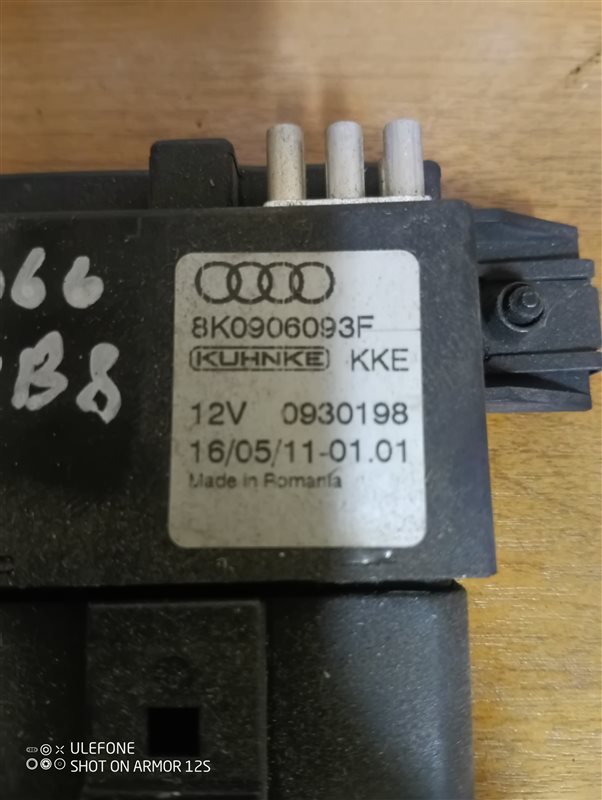 66
B8
8K0906093F
KUHNKE KKE
12V 0930198
16/05/11-01.01
Made in Romania
ULEFONE
SHOT ON ARMOR 12S